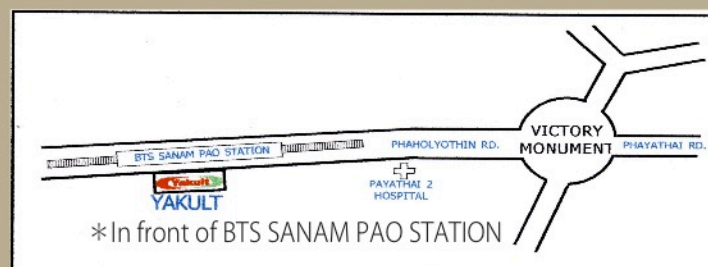 VICTORY
MONUMENT
PHAYATHAI RD.
PHAHOLYOTHIN RD.
BTS SANAM PAO STATION
Yakult
YAKULT
PAYATHAI 2
HOSPITAL
*In front of BTS SANAM PAO STATION